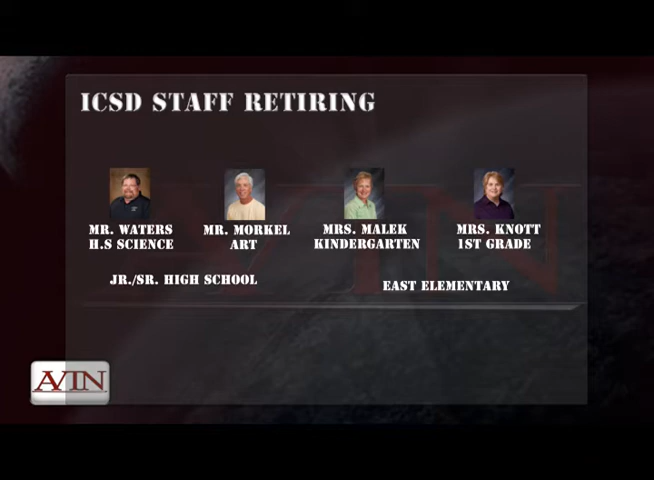 ICSD STAFF RETIRING
MR. WATERS
H.S SCIENCE
MR. MORKEL
ART
MRS. MALEK
KINDERGARTEN
MRS. KNOTT
1ST GRADE
JR./SR. HIGH SCHOOL
EAST ELEMENTARY
AVTN